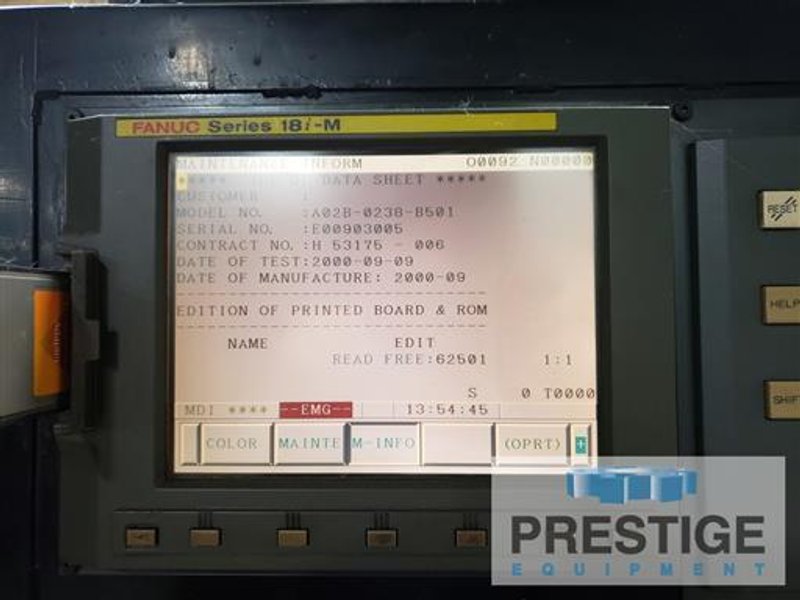 FANUC Series 18i-M
MAINTENANCE INFORM O0092 N00000
DATA SHEET *****
CUSTOMER :
MODEL NO. :A02B-0238-B501
SERIAL NO. :E00903005
CONTRACT NO.:H 53175 - 006
DATE OF TEST:2000-09-09
DATE OF MANUFACTURE: 2000-09
EDITION OF PRINTED BOARD & ROM
NAME EDIT
READ FREE:62501 1:1
S 0 T0000
MDI **** --EMG-- 13:54:45
COLOR MAINTE M-INFO (OPRT) +
RESET
HELP
SHIFT
PRESTIGE
EQUIPMENT